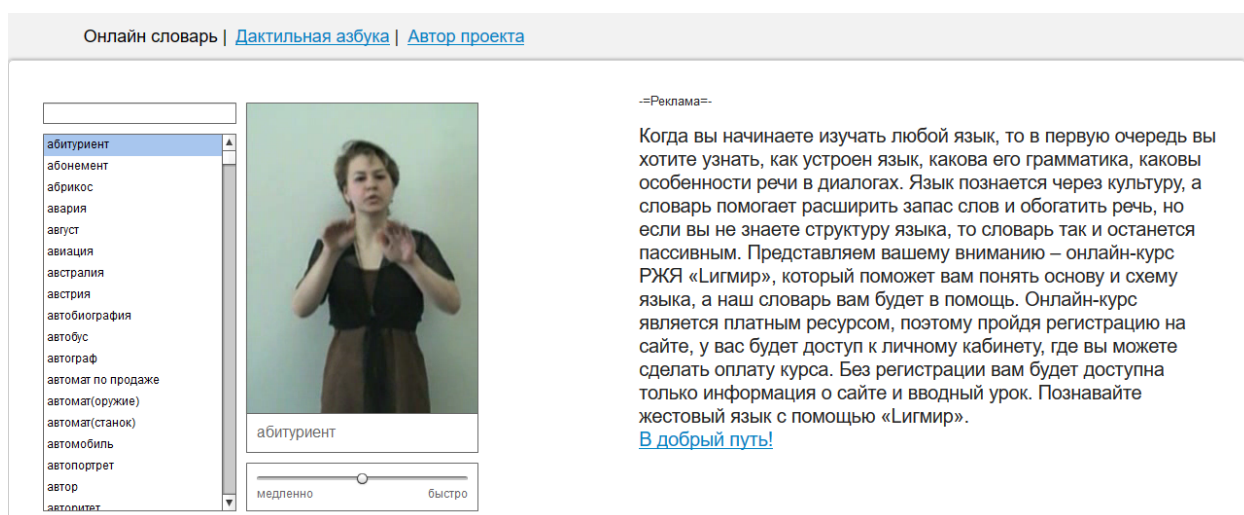 Онлайн словарь | Дактильная азбука | Автор проекта
абитуриент
абонемент
абрикос
авария
август
авиация
австралия
австрия
автобиография
автобус
автограф
автомат по продаже
автомат(оружие)
автомат(станок)
автомобиль
автопортрет
автор
авторитет
абитуриент
медленно быстро
-=Реклама=-
Когда вы начинаете изучать любой язык, то в первую очередь вы
хотите узнать, как устроен язык, какова его грамматика, каковы
особенности речи в диалогах. Язык познается через культуру, а
словарь помогает расширить запас слов и обогатить речь, но
если вы не знаете структуру языка, то словарь так и останется
пассивным. Представляем вашему вниманию – онлайн-курс
РЖЯ «Lигмир», который поможет вам понять основу и схему
языка, а наш словарь вам будет в помощь. Онлайн-курс
является платным ресурсом, поэтому пройдя регистрацию на
сайте, у вас будет доступ к личному кабинету, где вы можете
сделать оплату курса. Без регистрации вам будет доступна
только информация о сайте и вводный урок. Познавайте
жестовый язык с помощью «Lигмир».
В добрый путь!